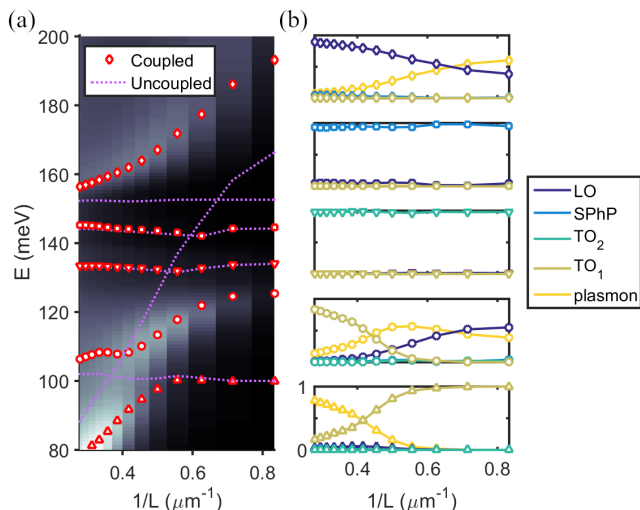 (a)
(b)
200
180
160
140
120
100
80
E (meV)
Coupled
Uncoupled
0.4
0.6
0.8
1/L (μm⁻¹)
1
0
0.4
0.6
0.8
1/L (μm⁻¹)
LO
SPhP
TO₂
TO₁
plasmon